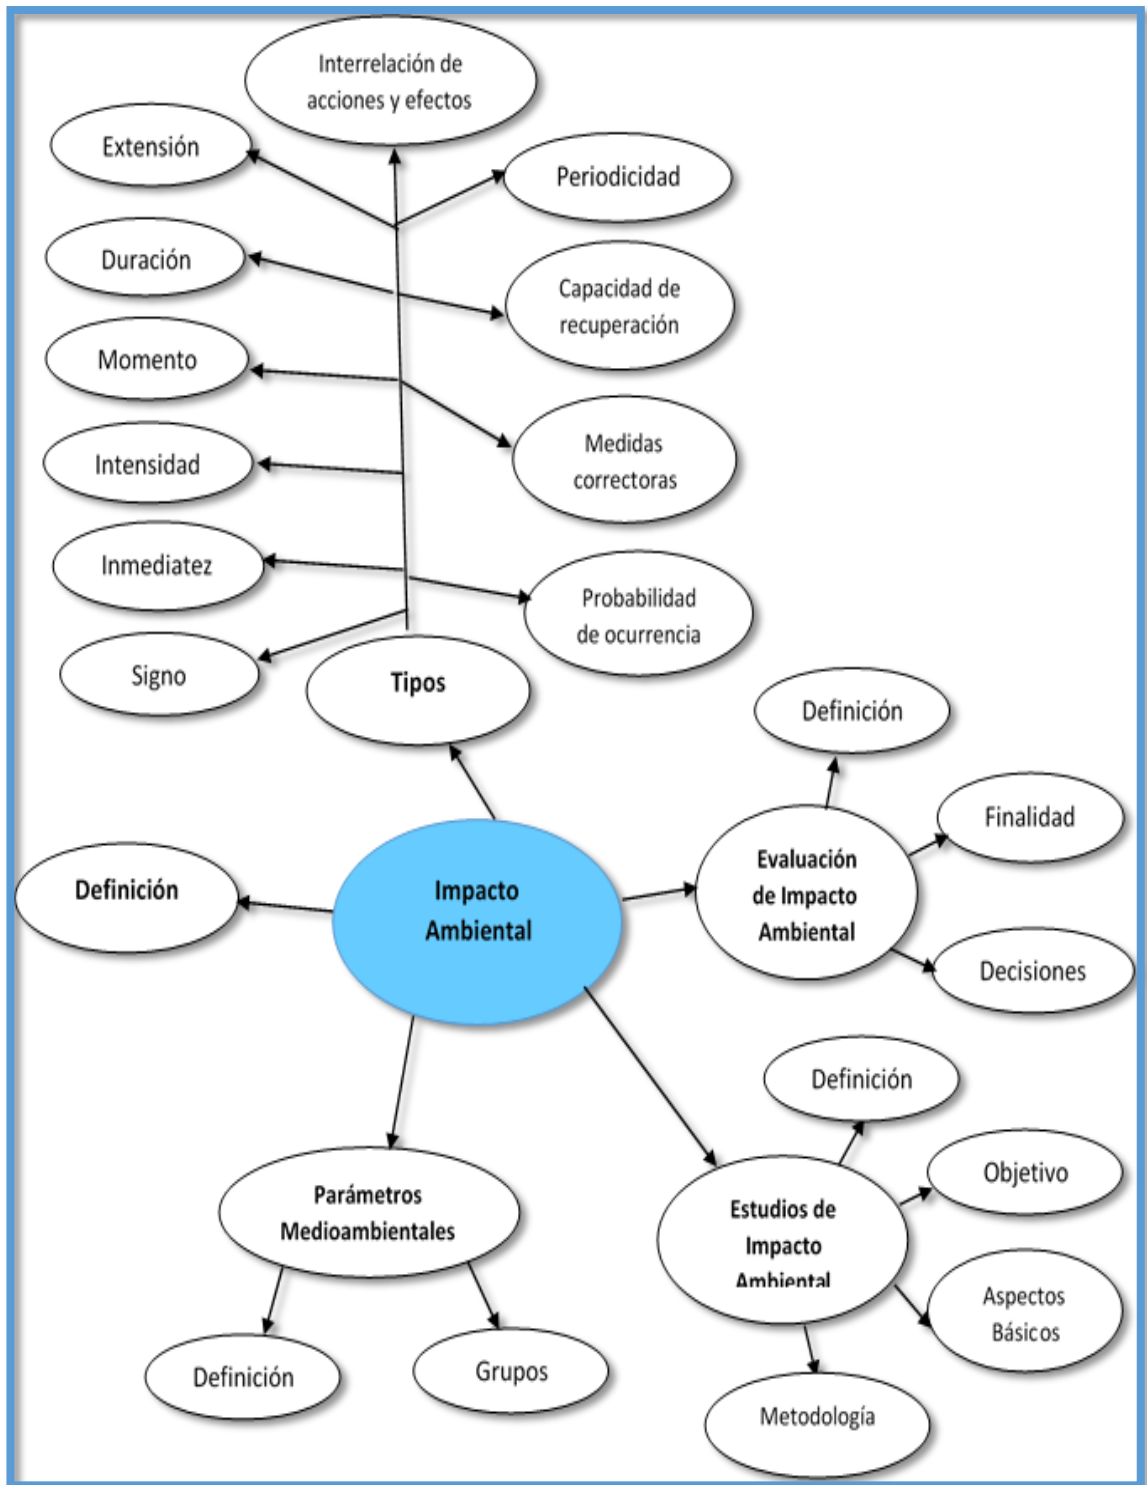 Interrelación de
acciones y efectos
Extensión
Periodicidad
Duración
Capacidad de
recuperación
Momento
Medidas
correctoras
Intensidad
Inmediatez
Probabilidad
de ocurrencia
Signo
Tipos
Definición
Finalidad
Evaluación
de Impacto
Ambiental
Definición
Impacto
Ambiental
Decisiones
Definición
Objetivo
Parámetros
Medioambientales
Estudios de
Impacto
Ambiental
Aspectos
Básicos
Definición
Grupos
Metodología